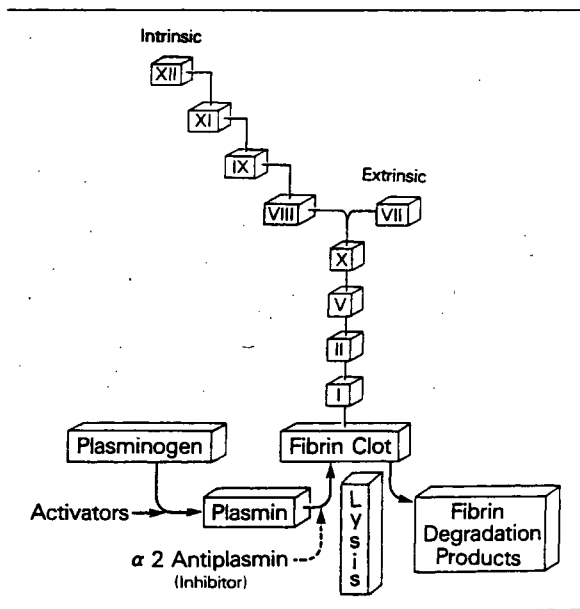 Intrinsic
XII
XI
IX
Extrinsic
VIII
VII
X
V
II
I
Plasminogen
Fibrin Clot
Activators
Plasmin
Lysis
Fibrin
Degradation
Products
α 2 Antiplasmin
(Inhibitor)